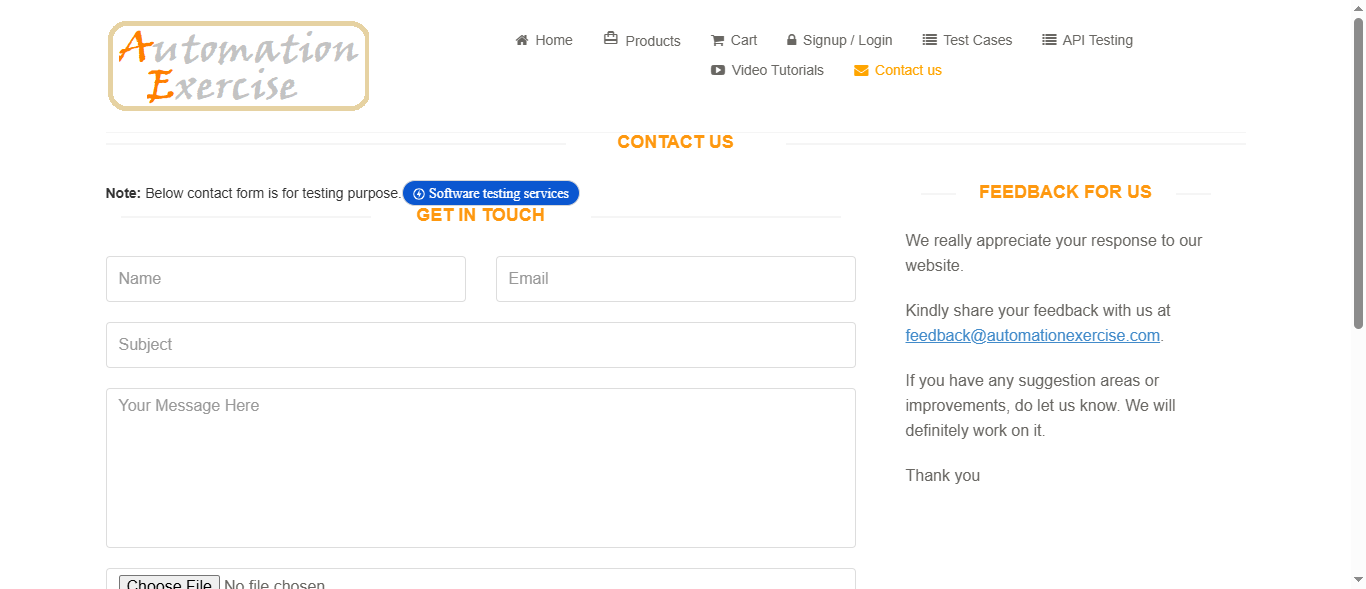 Automation
Exercise
Home Products Cart Signup / Login Test Cases API Testing
Video Tutorials Contact us
CONTACT US
Note: Below contact form is for testing purpose. Software testing services
GET IN TOUCH
Name Email
Subject
Your Message Here
Choose File No file chosen
FEEDBACK FOR US
We really appreciate your response to our
website.
Kindly share your feedback with us at
feedback@automationexercise.com.
If you have any suggestion areas or
improvements, do let us know. We will
definitely work on it.
Thank you